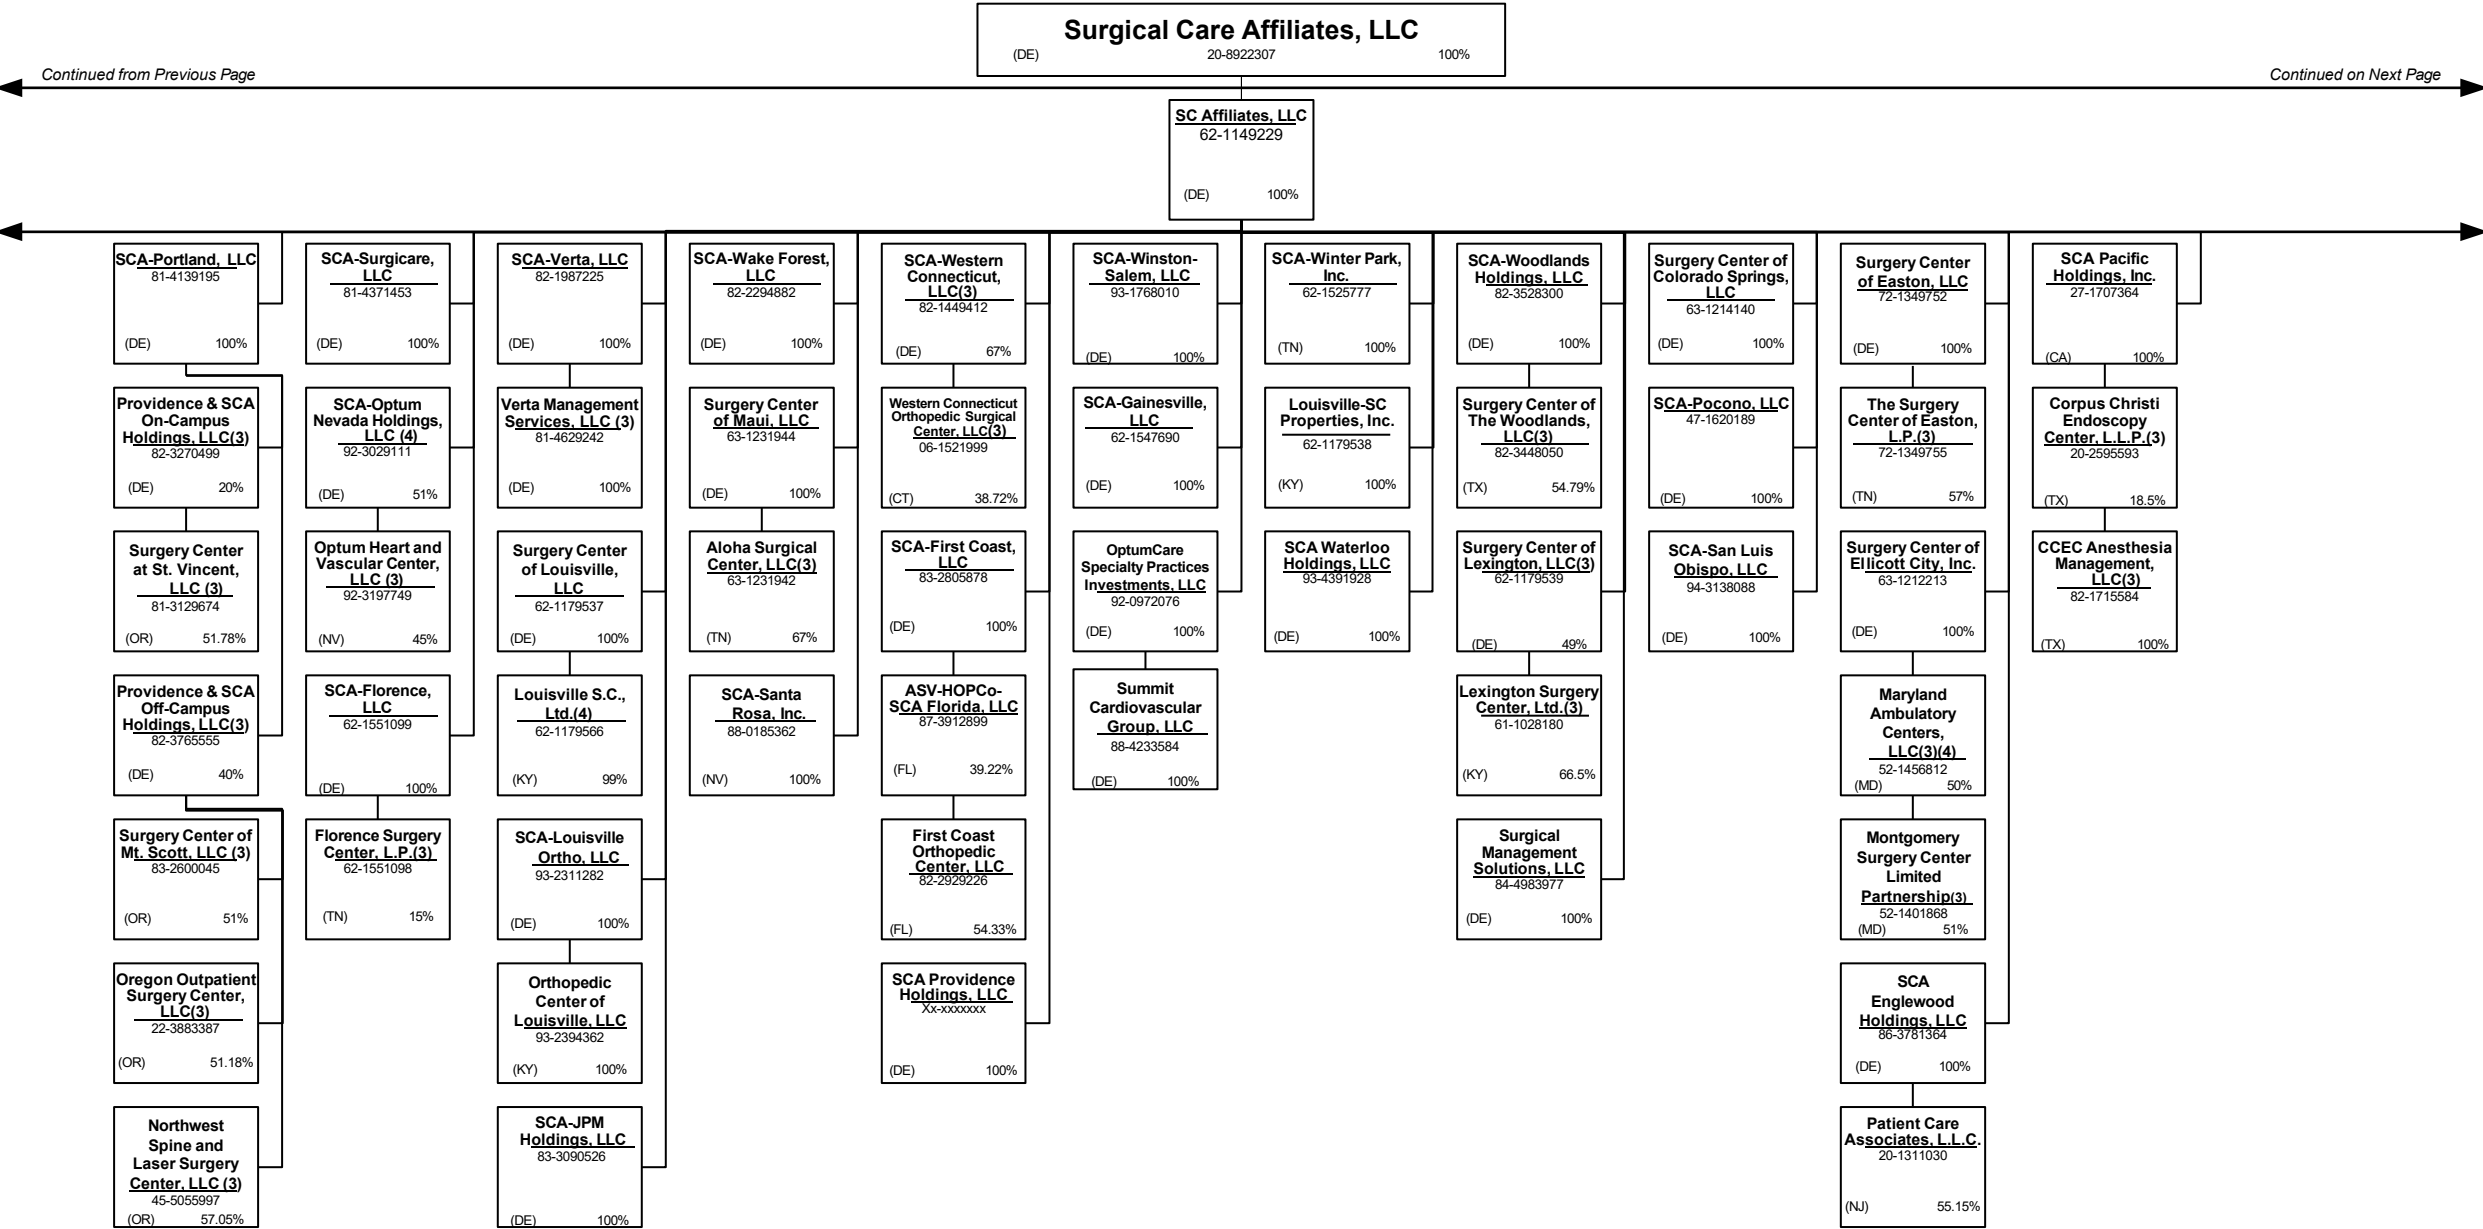 Surgical Care Affiliates, LLC
(DE) 20-8922307 100%
Continued from Previous Page
Continued on Next Page
SC Affiliates, LLC
62-1149229
(DE) 100%
SCA-Portland, LLC
81-4139195
(DE) 100%
Providence & SCA
On-Campus
Holdings, LLC(3)
82-3270499
(DE) 20%
Surgery Center
at St. Vincent,
LLC (3)
81-3129674
(OR) 51.78%
Providence & SCA
Off-Campus
Holdings, LLC(3)
82-3765555
(DE) 40%
Surgery Center of
Mt. Scott, LLC (3)
83-2600045
(OR) 51%
Oregon Outpatient
Surgery Center,
LLC(3)
22-3883387
(OR) 51.18%
Northwest
Spine and
Laser Surgery
Center, LLC (3)
45-5055997
(OR) 57.05%
SCA-Surgicare,
LLC
81-4371453
(DE) 100%
SCA-Optum
Nevada Holdings,
LLC (4)
92-3029111
(DE) 51%
Optum Heart and
Vascular Center,
LLC (3)
92-3197749
(NV) 45%
SCA-Florence,
LLC
62-1551099
(DE) 100%
Florence Surgery
Center, L.P.(3)
62-1551098
(TN) 15%
SCA-Verta, LLC
82-1987225
(DE) 100%
Verta Management
Services, LLC (3)
81-4629242
(DE) 100%
Surgery Center
of Louisville,
LLC
62-1179537
(DE) 100%
Louisville S.C.,
Ltd.(4)
62-1179566
(KY) 99%
SCA-Louisville
Ortho, LLC
93-2311282
(DE) 100%
Orthopedic
Center of
Louisville, LLC
93-2394362
(KY) 100%
SCA-JPM
Holdings, LLC
83-3090526
(DE) 100%
SCA-Wake Forest,
LLC
82-2294882
(DE) 100%
Surgery Center
of Maui, LLC
63-1231944
(DE) 100%
Aloha Surgical
Center, LLC(3)
63-1231942
(TN) 67%
SCA-Santa
Rosa, Inc.
88-0185362
(NV) 100%
SCA-Western
Connecticut,
LLC(3)
82-1449412
(DE) 67%
Western Connecticut
Orthopedic Surgical
Center, LLC(3)
06-1521999
(CT) 38.72%
SCA-First Coast,
LLC
83-2805878
(DE) 100%
ASV-HOPCo-
SCA Florida, LLC
87-3912899
(FL) 39.22%
First Coast
Orthopedic
Center, LLC
82-2929226
(FL) 54.33%
SCA Providence
Holdings, LLC
Xx-xxxxxxx
(DE) 100%
SCA-Winston-
Salem, LLC
93-1768010
(DE) 100%
SCA-Gainesville,
LLC
62-1547690
(DE) 100%
OptumCare
Specialty Practices
Investments, LLC
92-0972076
(DE) 100%
Summit
Cardiovascular
Group, LLC
88-4233584
(DE) 100%
SCA-Winter Park,
Inc.
62-1525777
(TN) 100%
Louisville-SC
Properties, Inc.
62-1179538
(KY) 100%
SCA Waterloo
Holdings, LLC
93-4391928
(DE) 100%
SCA-Woodlands
Holdings, LLC
82-3528300
(DE) 100%
Surgery Center of
The Woodlands,
LLC(3)
82-3448050
(TX) 54.79%
Surgery Center of
Lexington, LLC(3)
62-1179539
(DE) 49%
Lexington Surgery
Center, Ltd.(3)
61-1028180
(KY) 66.5%
Surgical
Management
Solutions, LLC
84-4983977
(DE) 100%
Surgery Center of
Colorado Springs,
LLC
63-1214140
(DE) 100%
SCA-Pocono, LLC
47-1620189
(DE) 100%
SCA-San Luis
Obispo, LLC
94-3138088
(DE) 100%
Surgery Center
of Easton, LLC
72-1349752
(DE) 100%
The Surgery
Center of Easton,
L.P.(3)
72-1349755
(TN) 57%
Surgery Center of
Ellicott City, Inc.
63-1212213
(DE) 100%
Maryland
Ambulatory
Centers,
LLC(3)(4)
52-1456812
(MD) 50%
Montgomery
Surgery Center
Limited
Partnership(3)
52-1401868
(MD) 51%
SCA
Englewood
Holdings, LLC
86-3781364
(DE) 100%
Patient Care
Associates, L.L.C.
20-1311030
(NJ) 55.15%
SCA Pacific
Holdings, Inc.
27-1707364
(CA) 100%
Corpus Christi
Endoscopy
Center, L.L.P.(3)
20-2595593
(TX) 18.5%
CCEC Anesthesia
Management,
LLC(3)
82-1715584
(TX) 100%